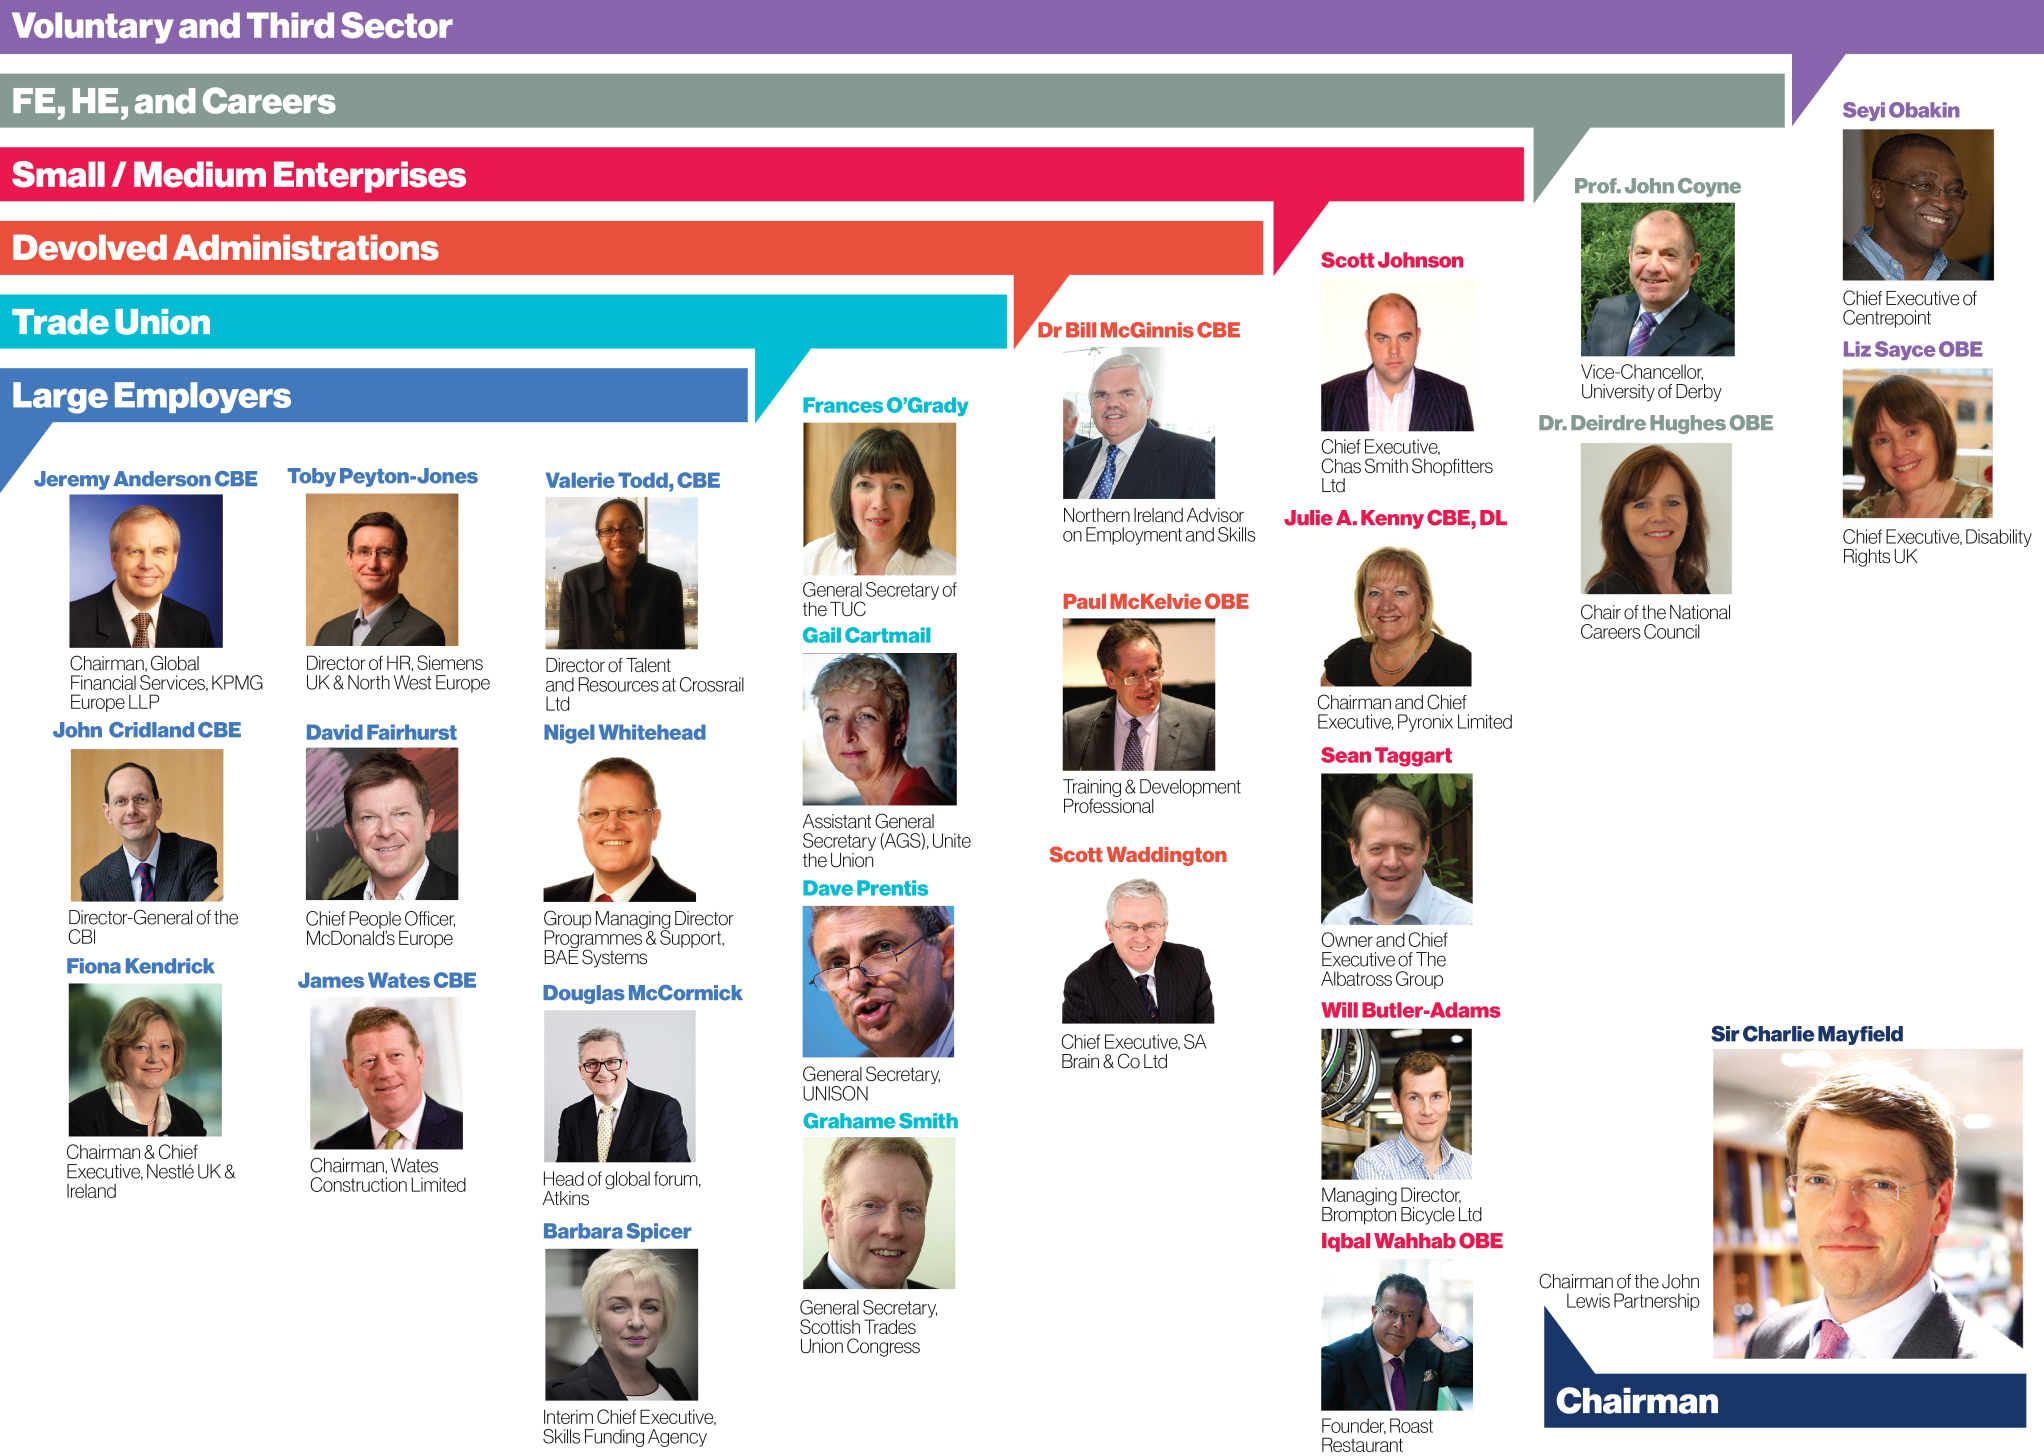 Voluntary and Third Sector
FE, HE, and Careers
Small / Medium Enterprises
Devolved Administrations
Trade Union
Large Employers
Jeremy Anderson CBE
Chairman, Global
Financial Services, KPMG
Europe LLP
John Cridland CBE
Director-General of the
CBI
Fiona Kendrick
Chairman & Chief
Executive, Nestlé UK &
Ireland
Toby Peyton-Jones
Director of HR, Siemens
UK & North West Europe
David Fairhurst
Chief People Officer,
McDonald's Europe
James Wates CBE
Chairman, Wates
Construction Limited
Valerie Todd, CBE
Director of Talent
and Resources at Crossrail
Ltd
Nigel Whitehead
Group Managing Director
Programmes & Support,
BAE Systems
Douglas McCormick
Head of global forum,
Atkins
Barbara Spicer
Interim Chief Executive,
Skills Funding Agency
Frances O'Grady
General Secretary of
the TUC
Gail Cartmail
Assistant General
Secretary (AGS), Unite
the Union
Dave Prentis
General Secretary,
UNISON
Grahame Smith
General Secretary,
Scottish Trades
Union Congress
Dr Bill McGinnis CBE
Northern Ireland Advisor
on Employment and Skills
Paul McKelvie OBE
Training & Development
Professional
Scott Waddington
Chief Executive, SA
Brain & Co Ltd
Scott Johnson
Chief Executive,
Chas Smith Shopfitters
Ltd
Julie A. Kenny CBE, DL
Chairman and Chief
Executive, Pyronix Limited
Sean Taggart
Owner and Chief
Executive of The
Albatross Group
Will Butler-Adams
Managing Director,
Brompton Bicycle Ltd
Iqbal Wahhab OBE
Founder, Roast
Restaurant
Prof. John Coyne
Vice-Chancellor,
University of Derby
Dr. Deirdre Hughes OBE
Chair of the National
Careers Council
Seyi Obakin
Chief Executive of
Centrepoint
Liz Sayce OBE
Chief Executive, Disability
Rights UK
Sir Charlie Mayfield
Chairman of the John
Lewis Partnership
Chairman